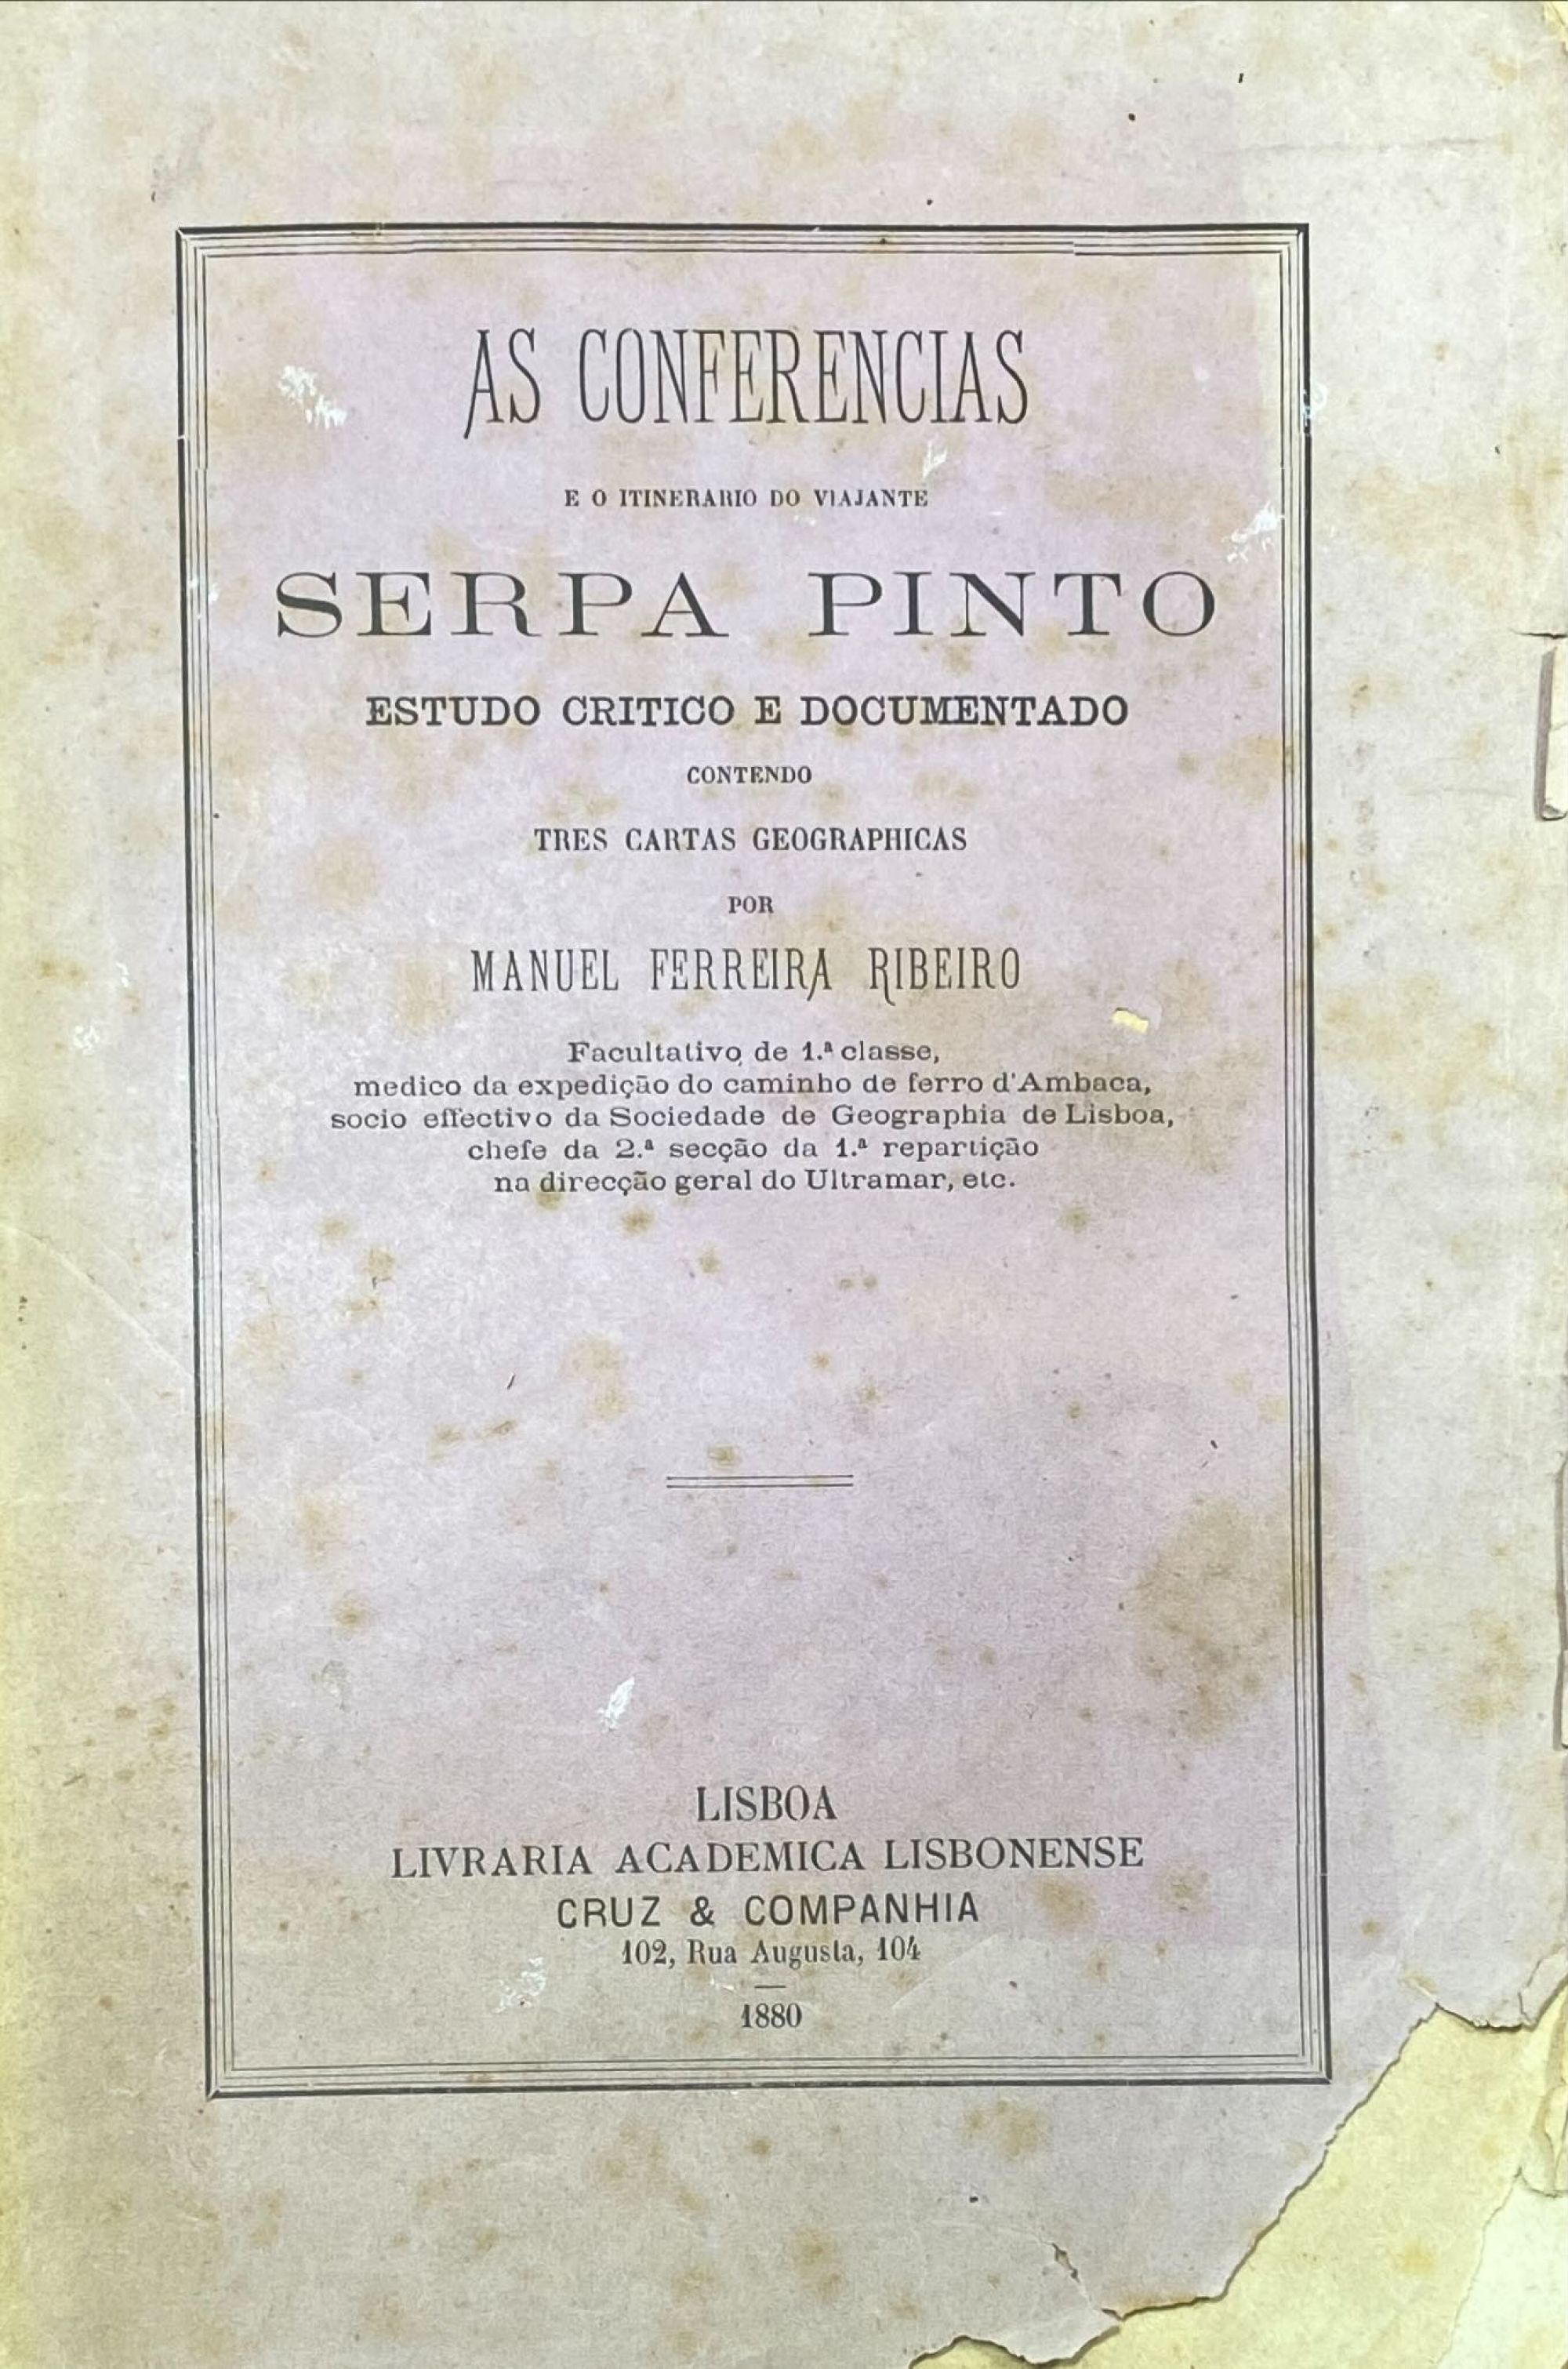 AS CONFERENCIAS
E O ITINERARIO DO VIAJANTE
SERPA PINTO
ESTUDO CRITICO E DOCUMENTADO
CONTENDO
TRES CARTAS GEOGRAPHICAS
POR
MANUEL FERREIRA RIBEIRO
Facultativo de 1.ª classe,
medico da expedição do caminho de ferro d'Ambaca,
socio effectivo da Sociedade de Geographia de Lisboa,
chefe da 2.ª secção da 1.ª repartição
na direcção geral do Ultramar, etc.
LISBOA
LIVRARIA ACADEMICA LISBONENSE
CRUZ & COMPANHIA
102, Rua Augusta, 104
1880